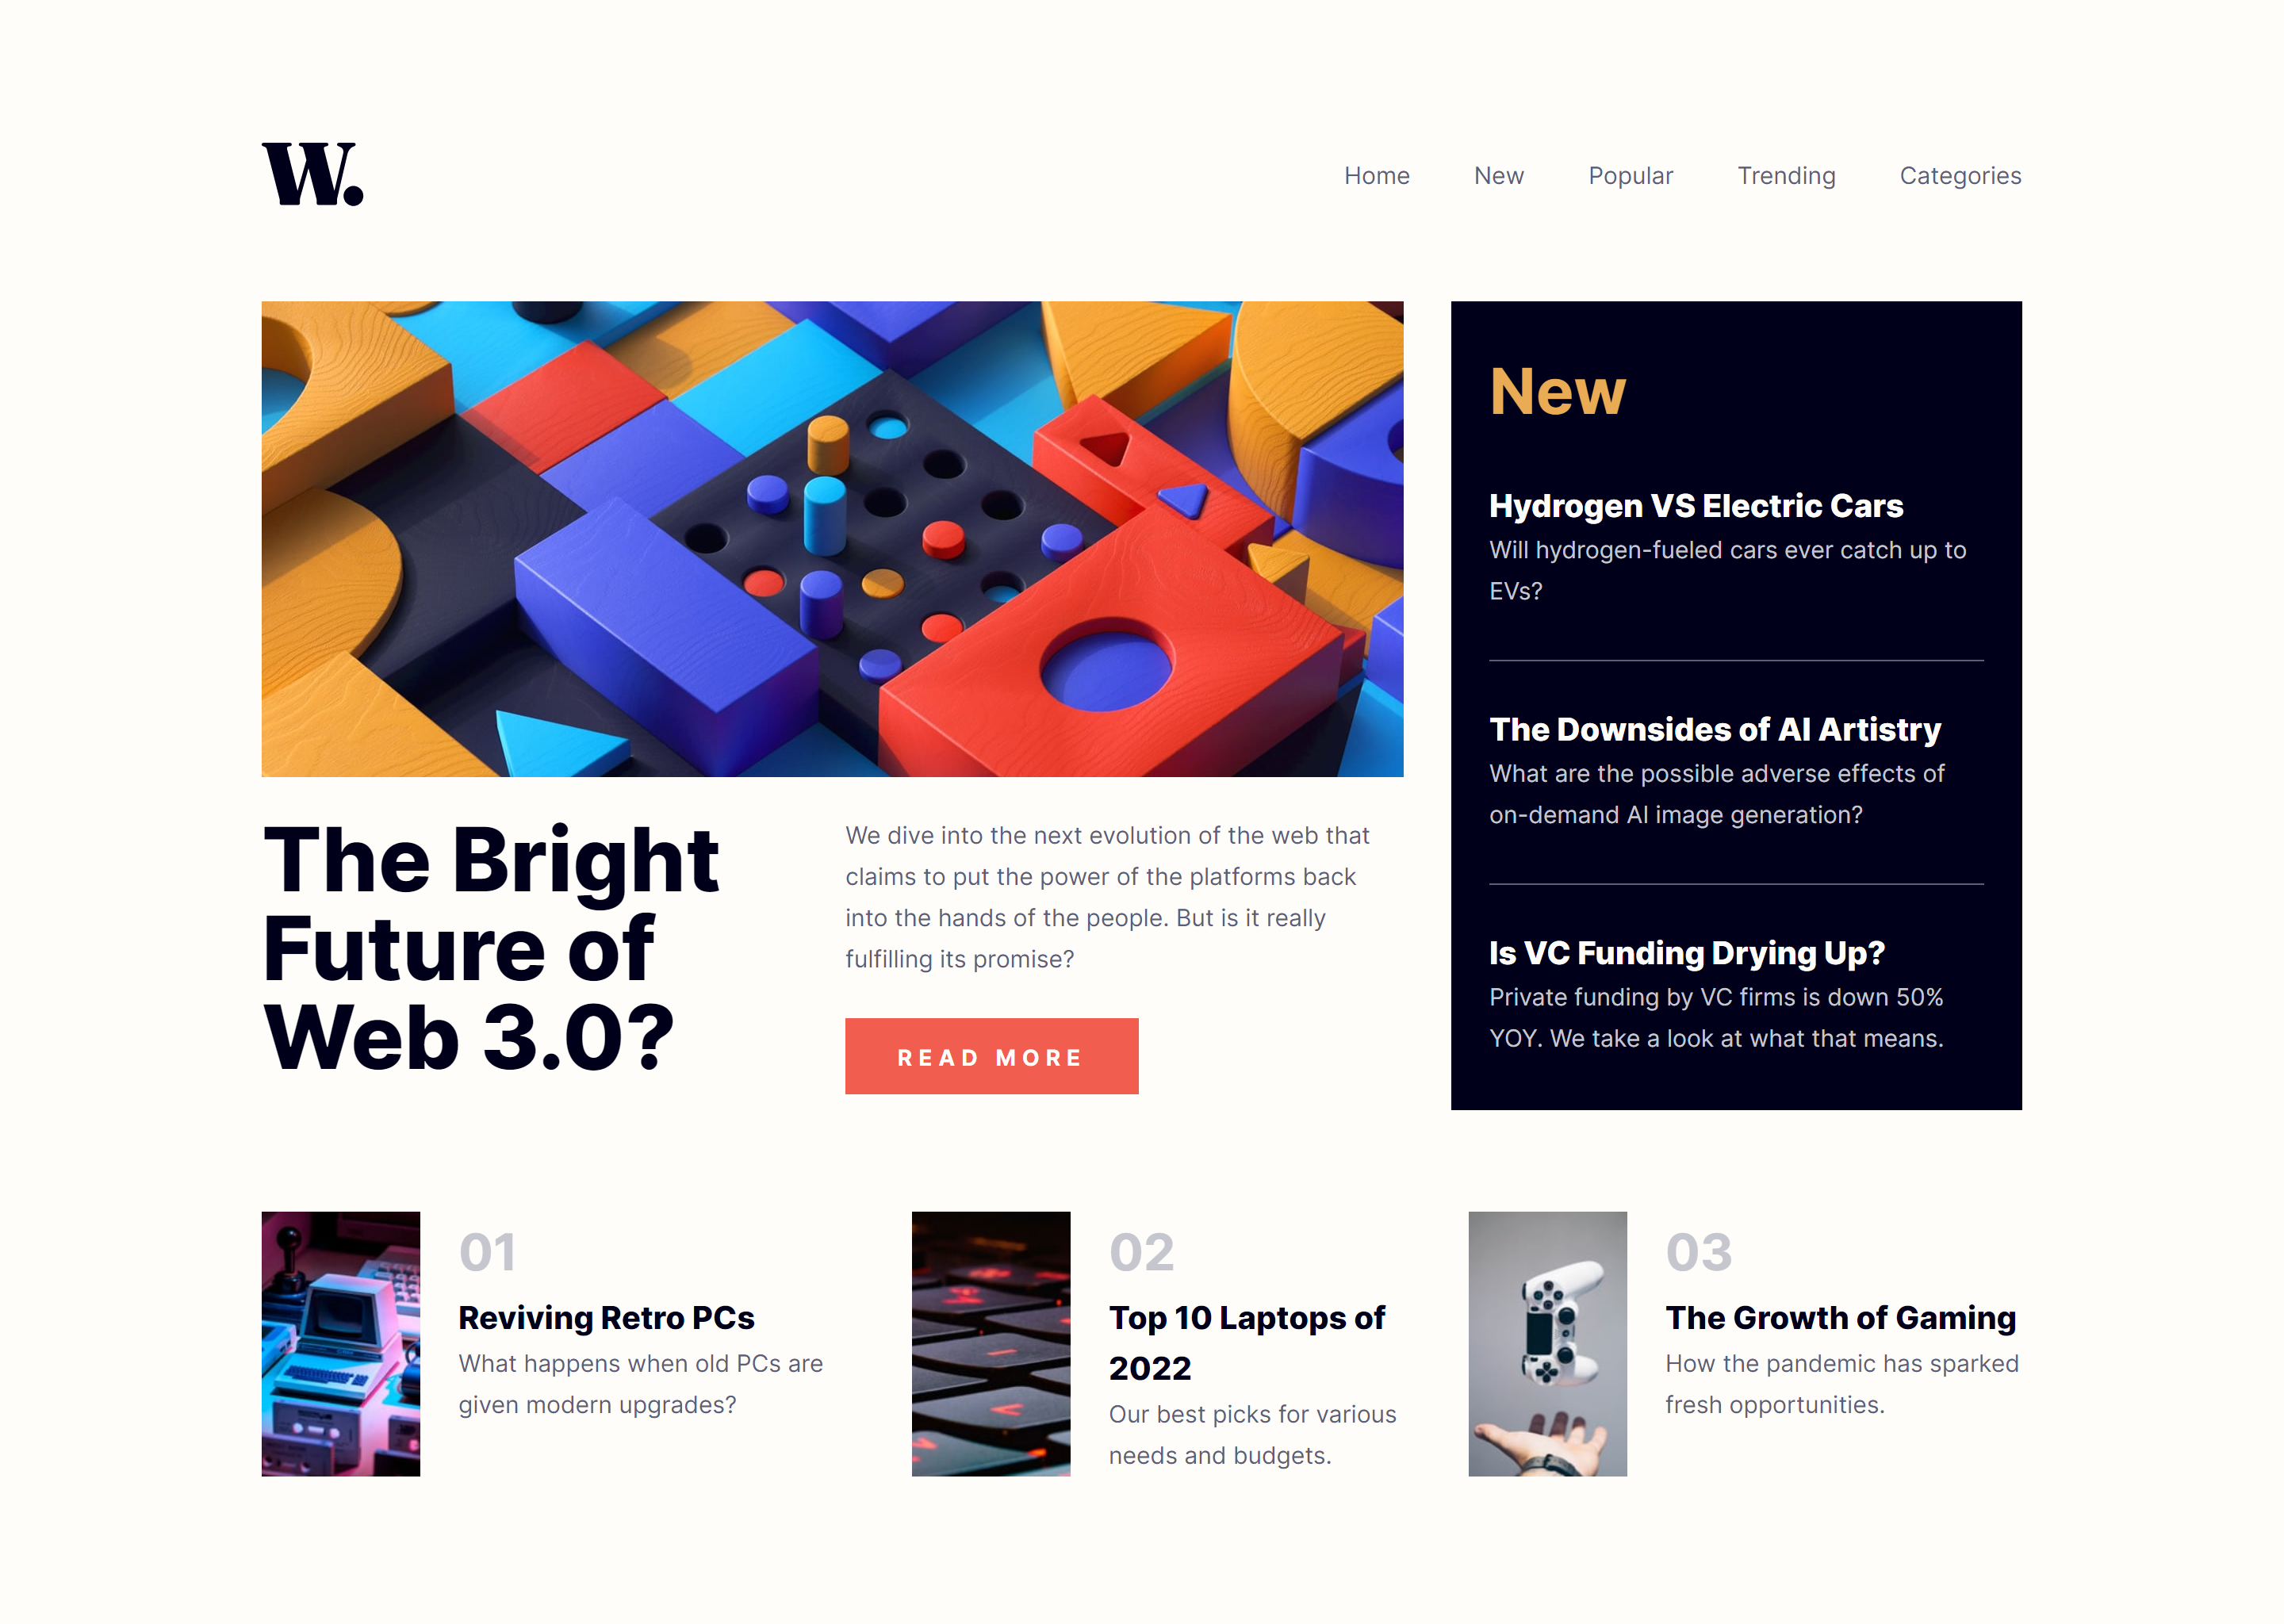 W.
Home New Popular Trending Categories
The Bright
Future of
Web 3.0?
We dive into the next evolution of the web that
claims to put the power of the platforms back
into the hands of the people. But is it really
fulfilling its promise?
READ MORE
New
Hydrogen VS Electric Cars
Will hydrogen-fueled cars ever catch up to
EVs?
The Downsides of AI Artistry
What are the possible adverse effects of
on-demand AI image generation?
Is VC Funding Drying Up?
Private funding by VC firms is down 50%
YOY. We take a look at what that means.
01
Reviving Retro PCs
What happens when old PCs are
given modern upgrades?
02
Top 10 Laptops of
2022
Our best picks for various
needs and budgets.
03
The Growth of Gaming
How the pandemic has sparked
fresh opportunities.